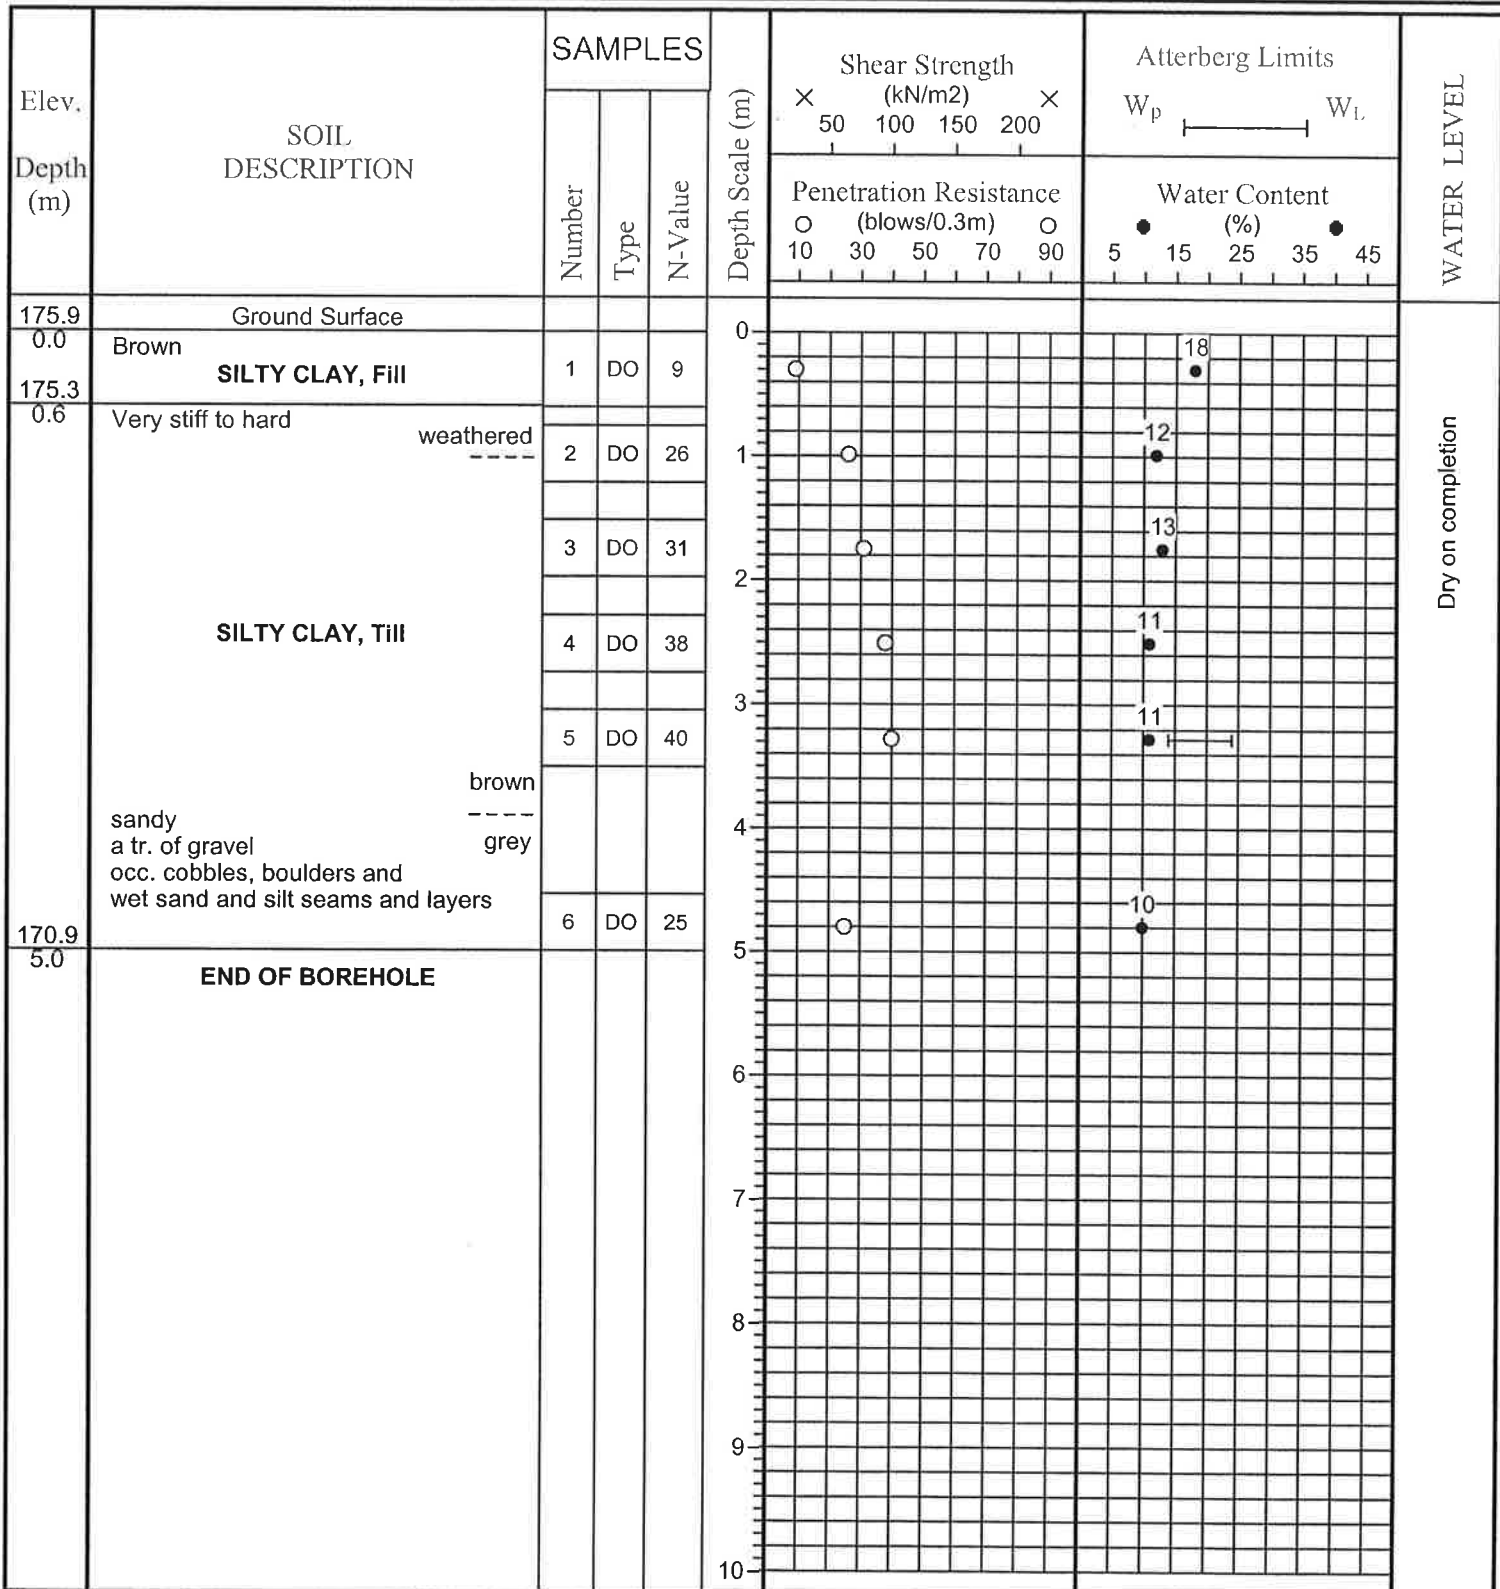 Elev.
Depth
(m)
SOIL
DESCRIPTION
SAMPLES
Number
Type
N-Value
Depth Scale (m)
Shear Strength
× (kN/m2) ×
50 100 150 200
Penetration Resistance
(blows/0.3m)
10 30 50 70 90
Atterberg Limits
Wp WL
Water Content
(%)
5 15 25 35 45
WATER LEVEL
175.9 Ground Surface
0.0
Brown
SILTY CLAY, Fill
175.3
1 DO 9
0.6
Very stiff to hard
weathered
2 DO 26
3 DO 31
SILTY CLAY, Till
4 DO 38
5 DO 40
brown
sandy
a tr. of gravel
grey
occ. cobbles, boulders and
wet sand and silt seams and layers
6 DO 25
170.9
5.0
END OF BOREHOLE
0
1
2
3
4
5
6
7
8
9
10
18
12
13
11
11
10
Dry on completion